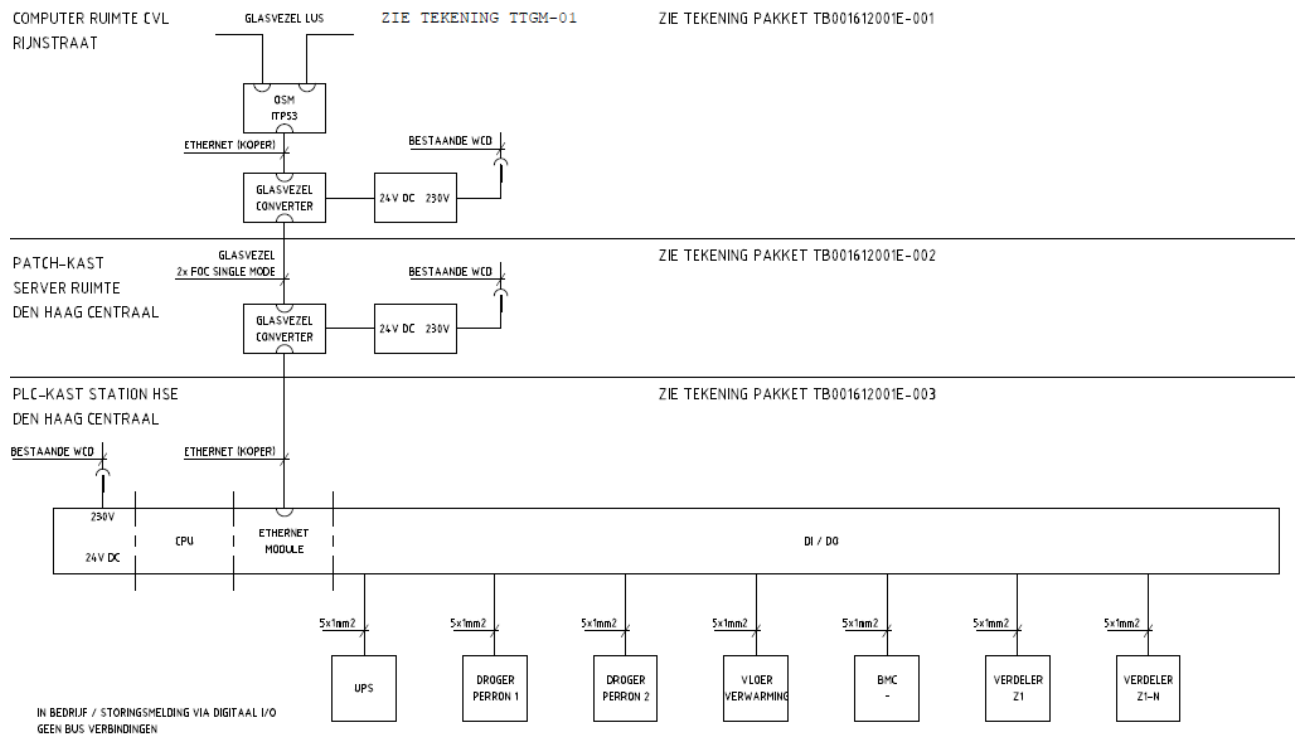 COMPUTER RUIMTE CVL
RIJNSTRAAT
GLASVEZEL LUS
ZIE TEKENING TTGM-01
ZIE TEKENING PAKKET TB001612001E-001
OSM
ITP53
ETHERNET (KOPER)
BESTAANDE WCD
GLASVEZEL
CONVERTER
24V DC 230V
PATCH-KAST
SERVER RUIMTE
DEN HAAG CENTRAAL
GLASVEZEL
2x FOC SINGLE MODE
BESTAANDE WCD
ZIE TEKENING PAKKET TB001612001E-002
GLASVEZEL
CONVERTER
24V DC 230V
PLC-KAST STATION HSE
DEN HAAG CENTRAAL
ZIE TEKENING PAKKET TB001612001E-003
BESTAANDE WCD
ETHERNET (KOPER)
230V
24V DC
CPU
ETHERNET
MODULE
DI / DO
5x1mm2
5x1mm2
5x1mm2
5x1mm2
5x1mm2
5x1mm2
5x1mm2
UPS
DROGER
PERRON 1
DROGER
PERRON 2
VLOER
VERWARMING
BMC
-
VERDELER
Z1
VERDELER
Z1-N
IN BEDRIJF / STORINGSMELDING VIA DIGITAAL I/O
GEEN BUS VERBINDINGEN